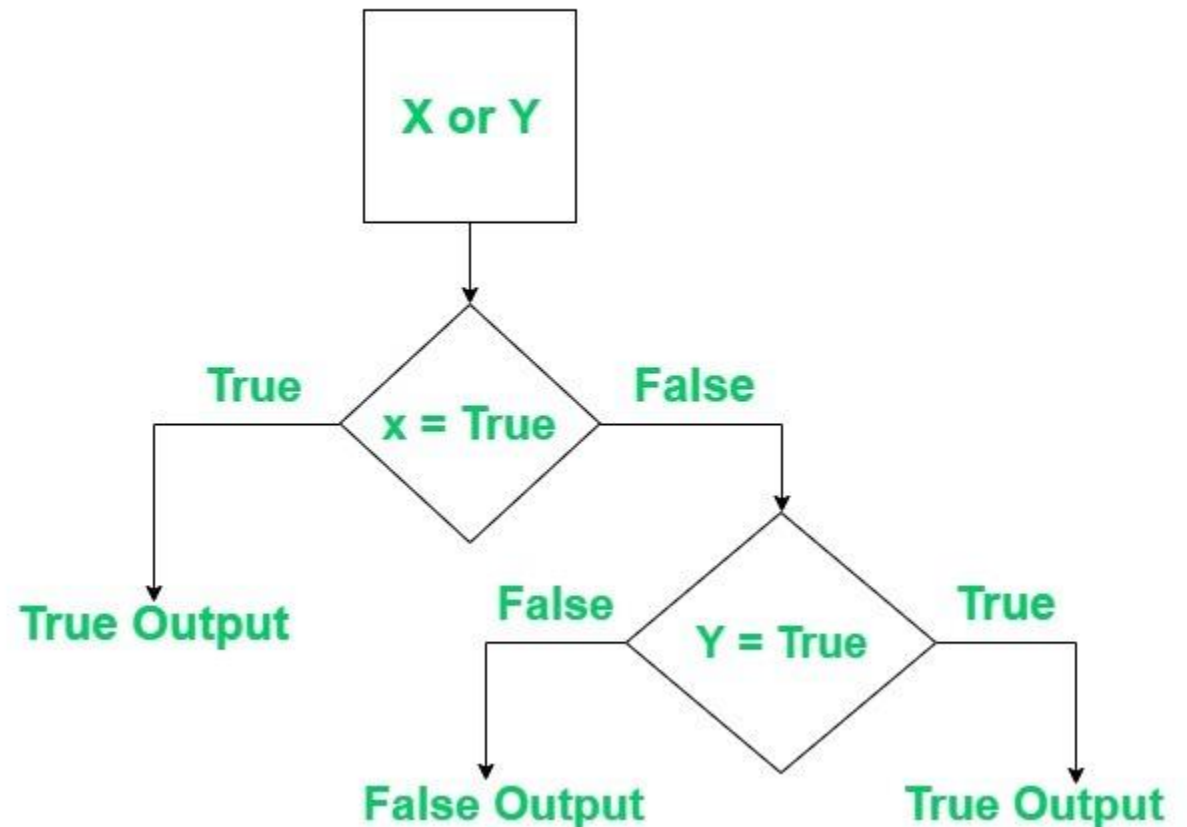 X or Y
True
False
x = True
True Output
False
True
Y = True
False Output
True Output